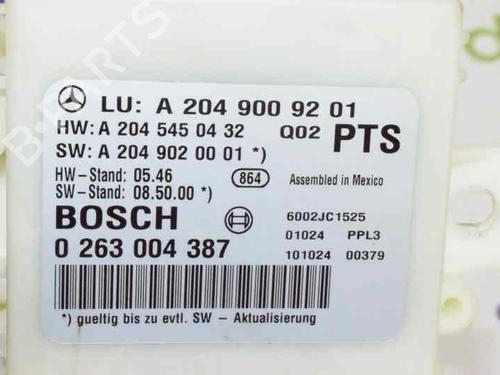 LU: A 204 900 92 01
HW: A 204 545 04 32 Q02 PTS
SW: A 204 902 00 01 *)
HW-Stand: 05.46 864 Assembled in Mexico
SW-Stand: 08.50.00 *)
BOSCH 6002JC1525
0 263 004 387 01024 PPL3
101024 00379
*) gueltig bis zu evtl. SW - Aktualisierung
B-PARTS